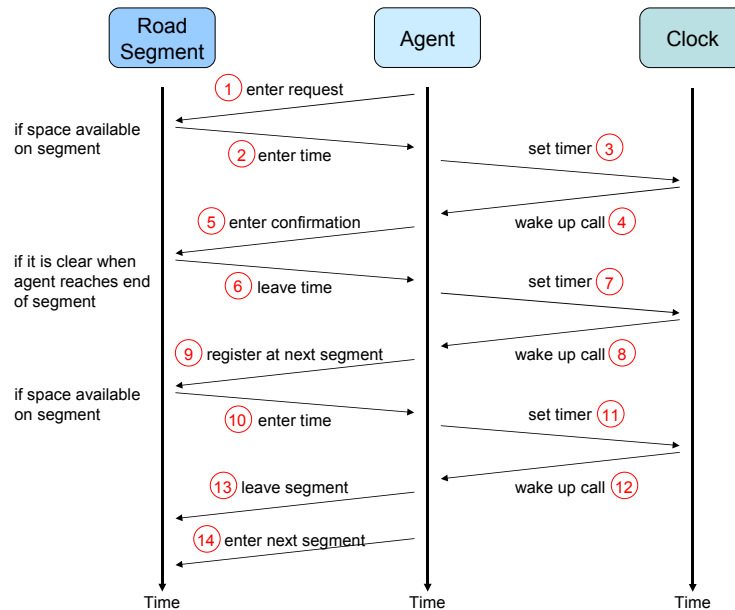 Road
Segment
Agent
Clock
1 enter request
if space available
on segment
2 enter time
set timer 3
wake up call 4
5 enter confirmation
if it is clear when
agent reaches end
of segment
6 leave time
set timer 7
wake up call 8
9 register at next segment
if space available
on segment
10 enter time
set timer 11
wake up call 12
13 leave segment
14 enter next segment
Time
Time
Time